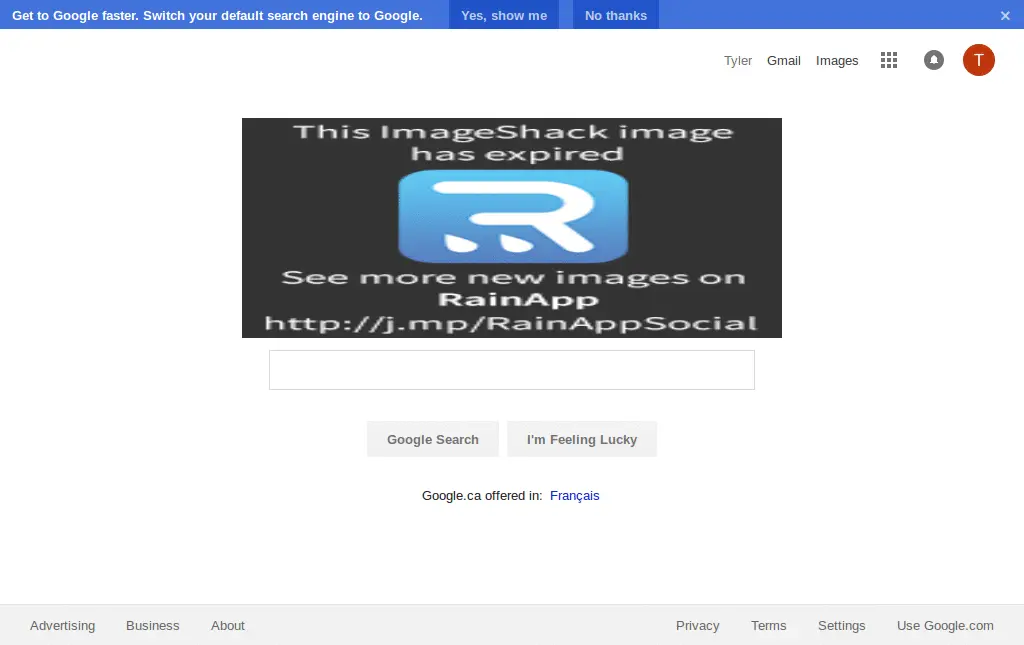 Get to Google faster. Switch your default search engine to Google. Yes, show me No thanks ×
Tyler Gmail Images T
This ImageShack image
has expired
R
See more new images on
RainApp
http://j.mp/RainAppSocial
Google Search I'm Feeling Lucky
Google.ca offered in: Français
Advertising Business About Privacy Terms Settings Use Google.com